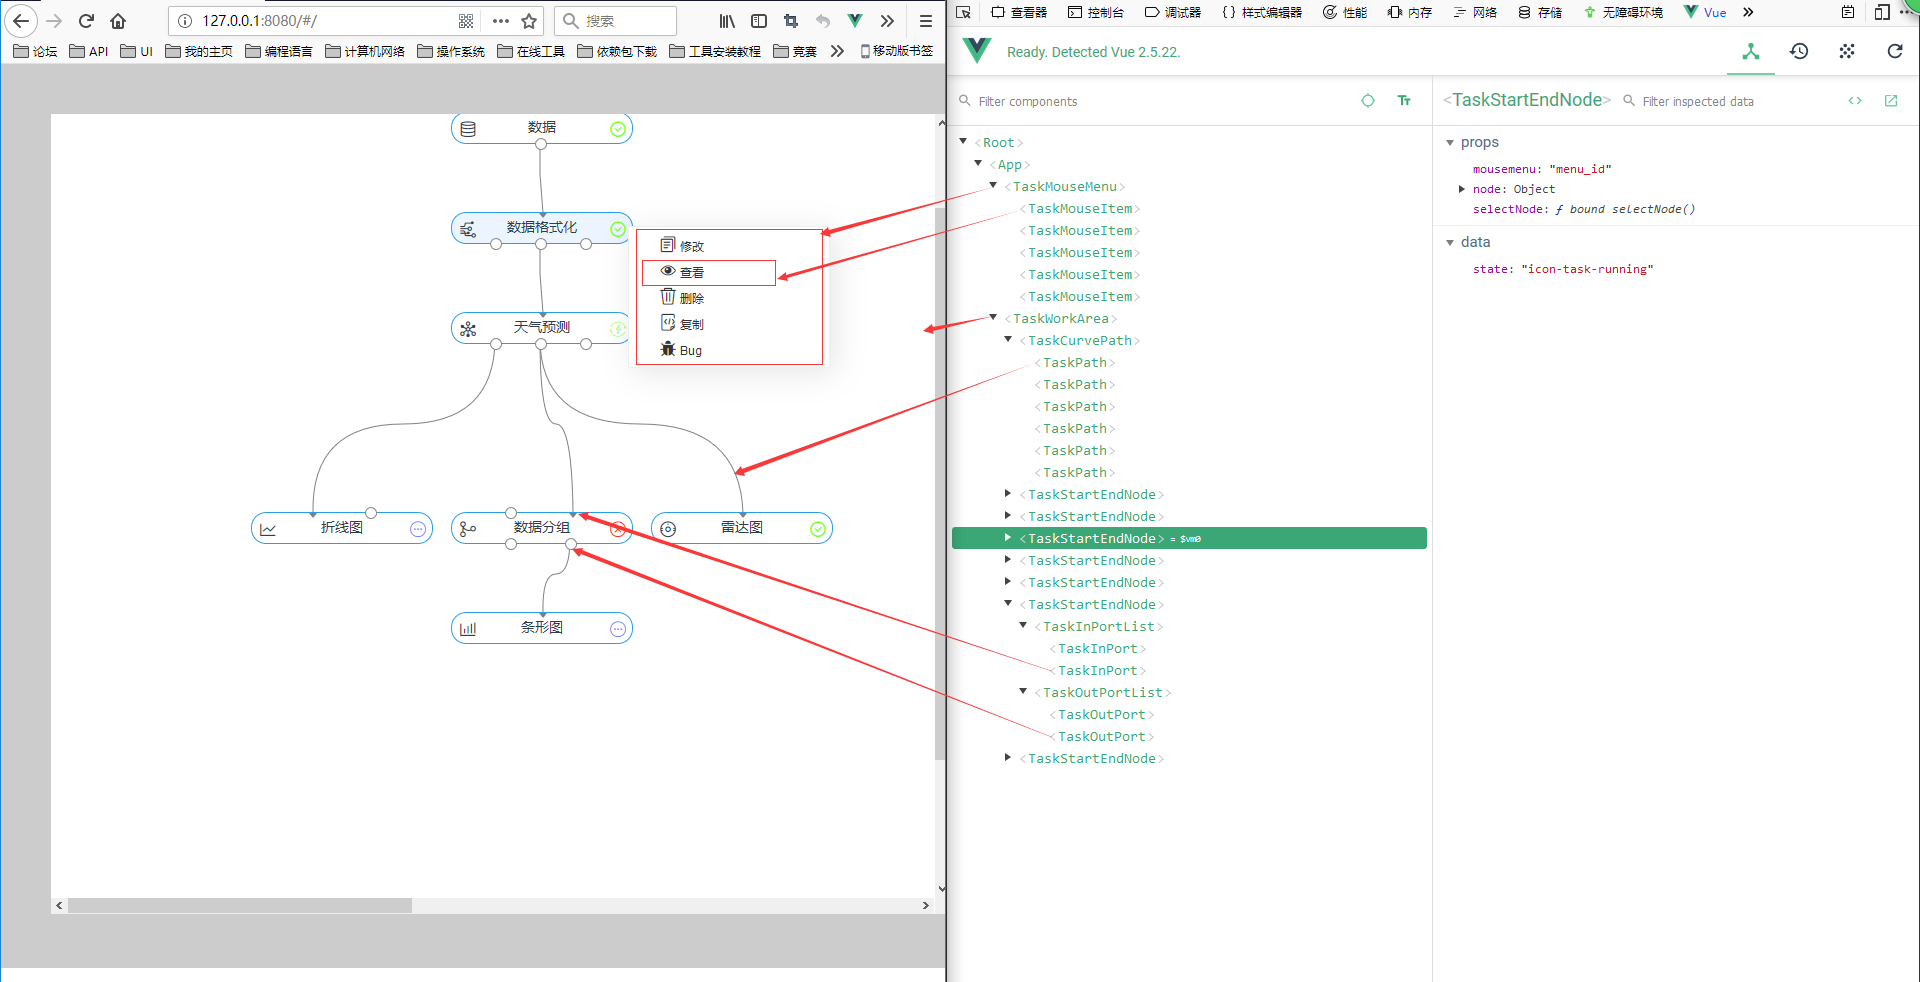 127.0.0.1:8080/#/
搜索
论坛
API
UI
我的主页
编程语言
计算机网络
操作系统
在线工具
依赖包下载
工具安装教程
竞赛
移动版书签
数据
数据格式化
天气预测
修改
查看
删除
复制
Bug
折线图
数据分组
雷达图
条形图
查看器
控制台
调试器
样式编辑器
性能
内存
网络
存储
无障碍环境
Vue
Ready. Detected Vue 2.5.22.
Filter components
<Root>
<App>
<TaskMouseMenu>
<TaskMouseItem>
<TaskMouseItem>
<TaskMouseItem>
<TaskMouseItem>
<TaskMouseItem>
<TaskWorkArea>
<TaskCurvePath>
<TaskPath>
<TaskPath>
<TaskPath>
<TaskPath>
<TaskPath>
<TaskPath>
<TaskStartEndNode>
<TaskStartEndNode>
<TaskStartEndNode> = $vm0
<TaskStartEndNode>
<TaskStartEndNode>
<TaskStartEndNode>
<TaskInPortList>
<TaskInPort>
<TaskInPort>
<TaskOutPortList>
<TaskOutPort>
<TaskOutPort>
<TaskStartEndNode>
<TaskStartEndNode>
Filter inspected data
props
mousemenu: "menu_id"
node: Object
selectNode: ƒ bound selectNode()
data
state: "icon-task-running"